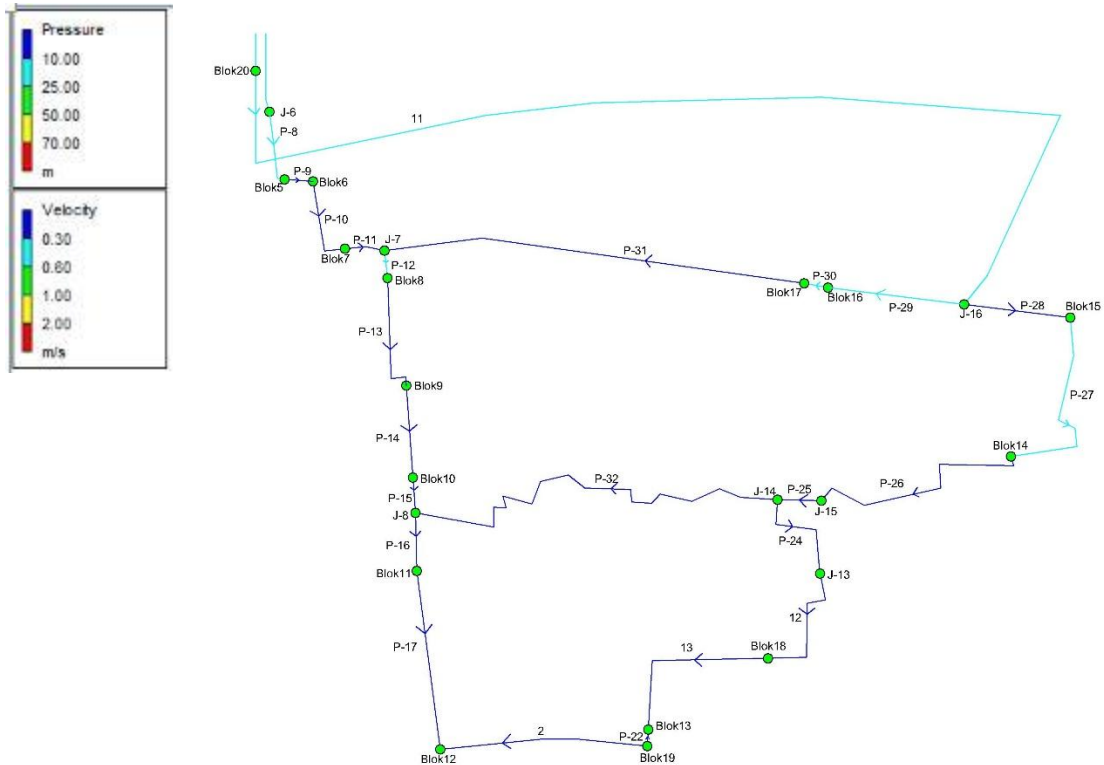 Pressure
10.00
25.00
50.00
70.00
m
Velocity
0.30
0.60
1.00
2.00
m/s
Blok20
J-6
P-8
11
P-9
Blok5
Blok6
P-10
P-11
J-7
Blok7
P-12
Blok8
P-31
P-30
Blok17
Blok16
P-29
J-16
P-28
Blok15
P-13
Blok9
P-27
P-14
Blok14
Blok10
P-32
P-26
P-15
J-14
P-25
J-15
J-8
P-24
P-16
Blok11
J-13
12
P-17
13
Blok18
Blok13
2
P-22
Blok12
Blok19